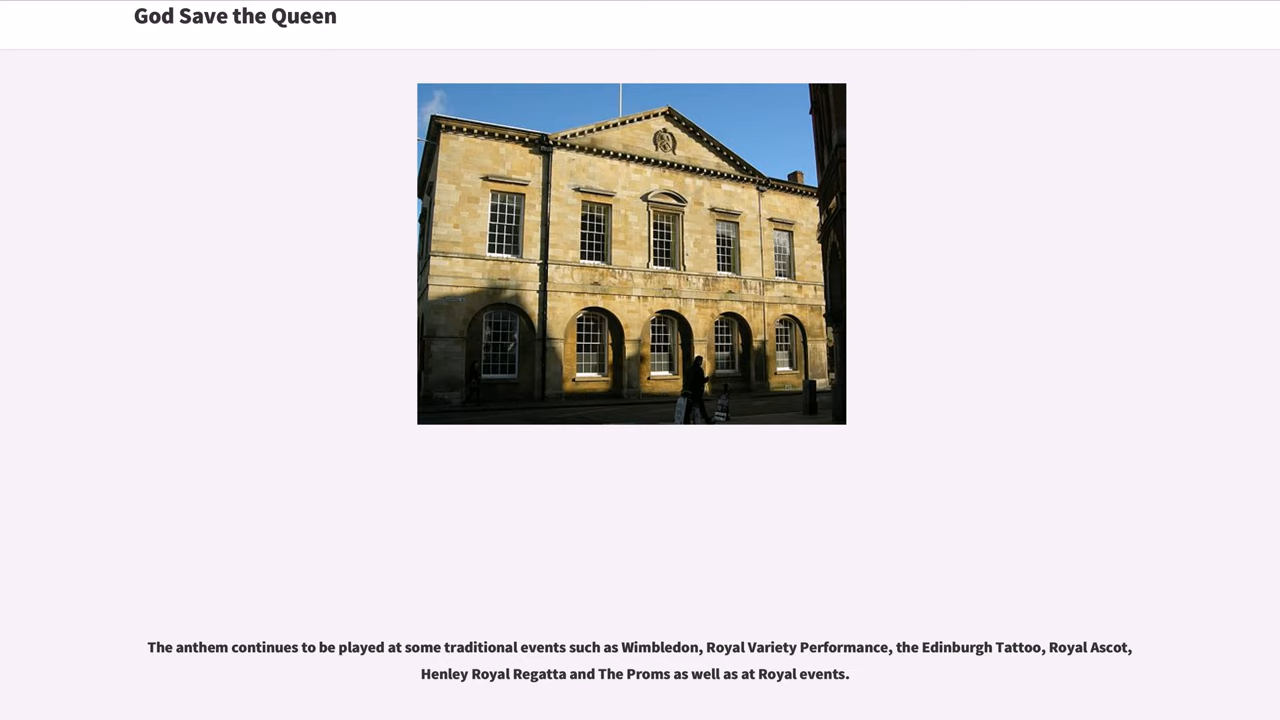 God Save the Queen
The anthem continues to be played at some traditional events such as Wimbledon, Royal Variety Performance, the Edinburgh Tattoo, Royal Ascot,
Henley Royal Regatta and The Proms as well as at Royal events.